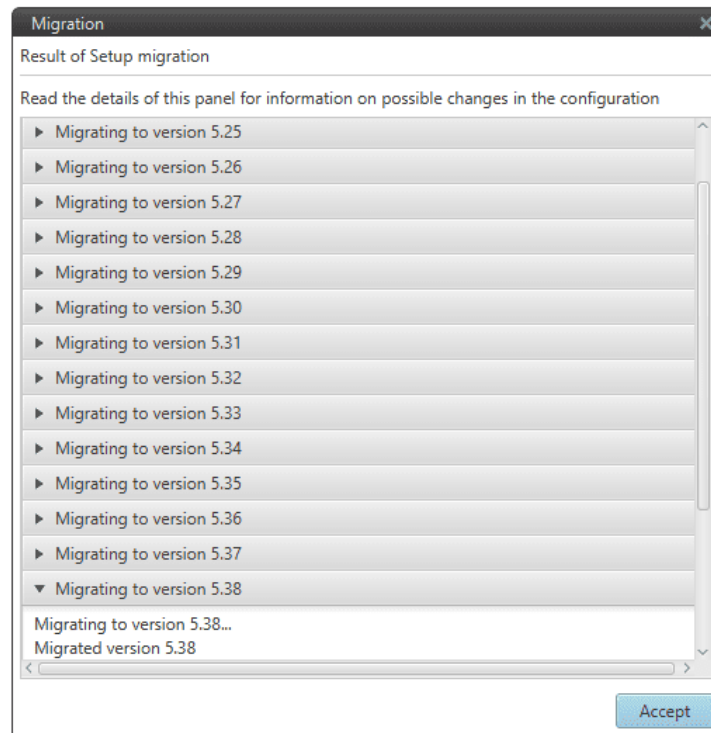 Migration
Result of Setup migration
Read the details of this panel for information on possible changes in the configuration
Migrating to version 5.25
Migrating to version 5.26
Migrating to version 5.27
Migrating to version 5.28
Migrating to version 5.29
Migrating to version 5.30
Migrating to version 5.31
Migrating to version 5.32
Migrating to version 5.33
Migrating to version 5.34
Migrating to version 5.35
Migrating to version 5.36
Migrating to version 5.37
Migrating to version 5.38
Migrating to version 5.38...
Migrated version 5.38
Accept